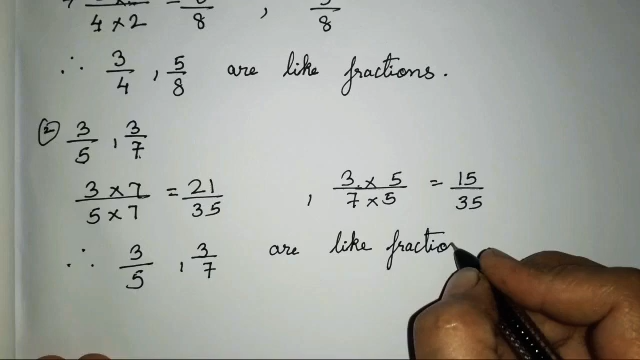 4 × 2 = 8 , 8
∴ 3/4 , 5/8 are like fractions.
② 3/5 , 3/7
3 × 7 / 5 × 7 = 21/35 , 3 × 5 / 7 × 5 = 15/35
∴ 3/5 , 3/7 are like fractio